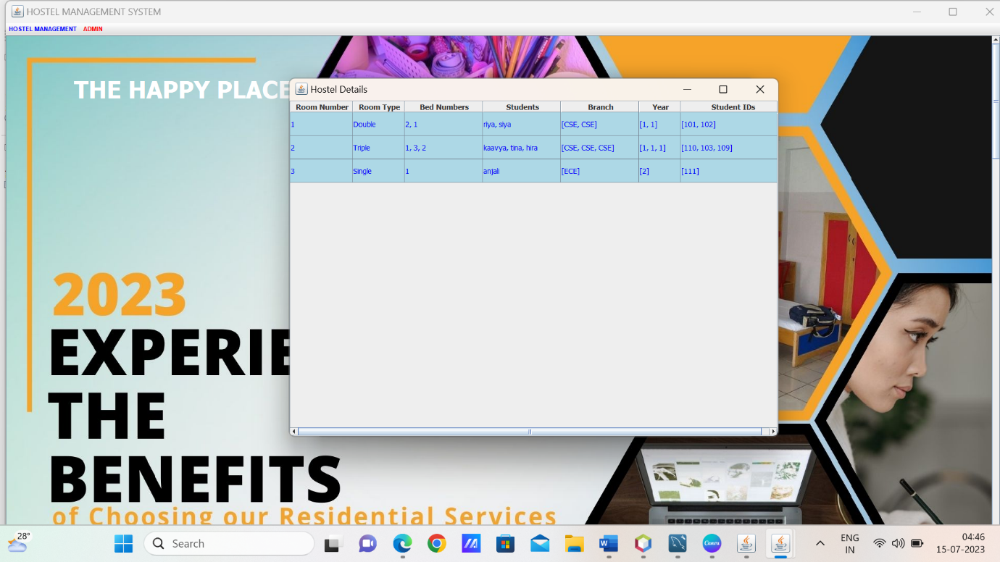 HOSTEL MANAGEMENT SYSTEM
HOSTEL MANAGEMENT ADMIN
THE HAPPY PLACE
Hostel Details
Room Number Room Type Bed Numbers Students Branch Year Student IDs
1 Double 2, 1 riya, siya [CSE, CSE] [1, 1] [101, 102]
2 Triple 1, 3, 2 kaavya, tina, hira [CSE, CSE, CSE] [1, 1, 1] [110, 103, 109]
3 Single 1 anjali [ECE] [2] [111]
2023
EXPERIE
THE
BENEFITS
of Choosing our Residential Services
28°
Search
Canva
ENG
IN
04:46
15-07-2023